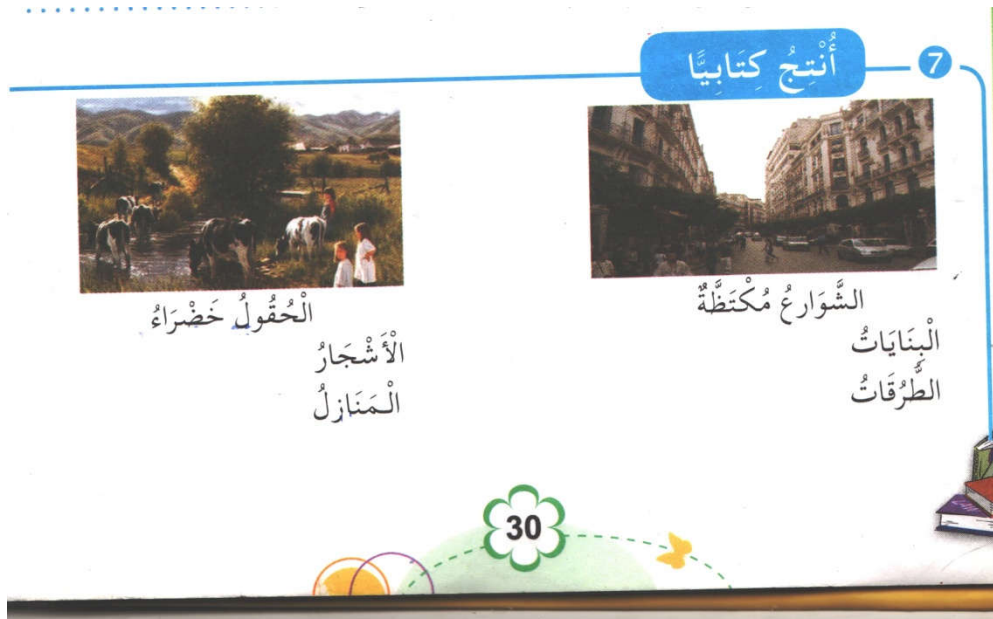 7
أُنْتِجُ كِتَابِيًّا
الشَّوَارِعُ مُكْتَظَّةٌ
الْبِنَايَاتُ
الطُّرُقَاتُ
الْحُقُولُ خَضْرَاءُ
الْأَشْجَارُ
الْمَنَازِلُ
30